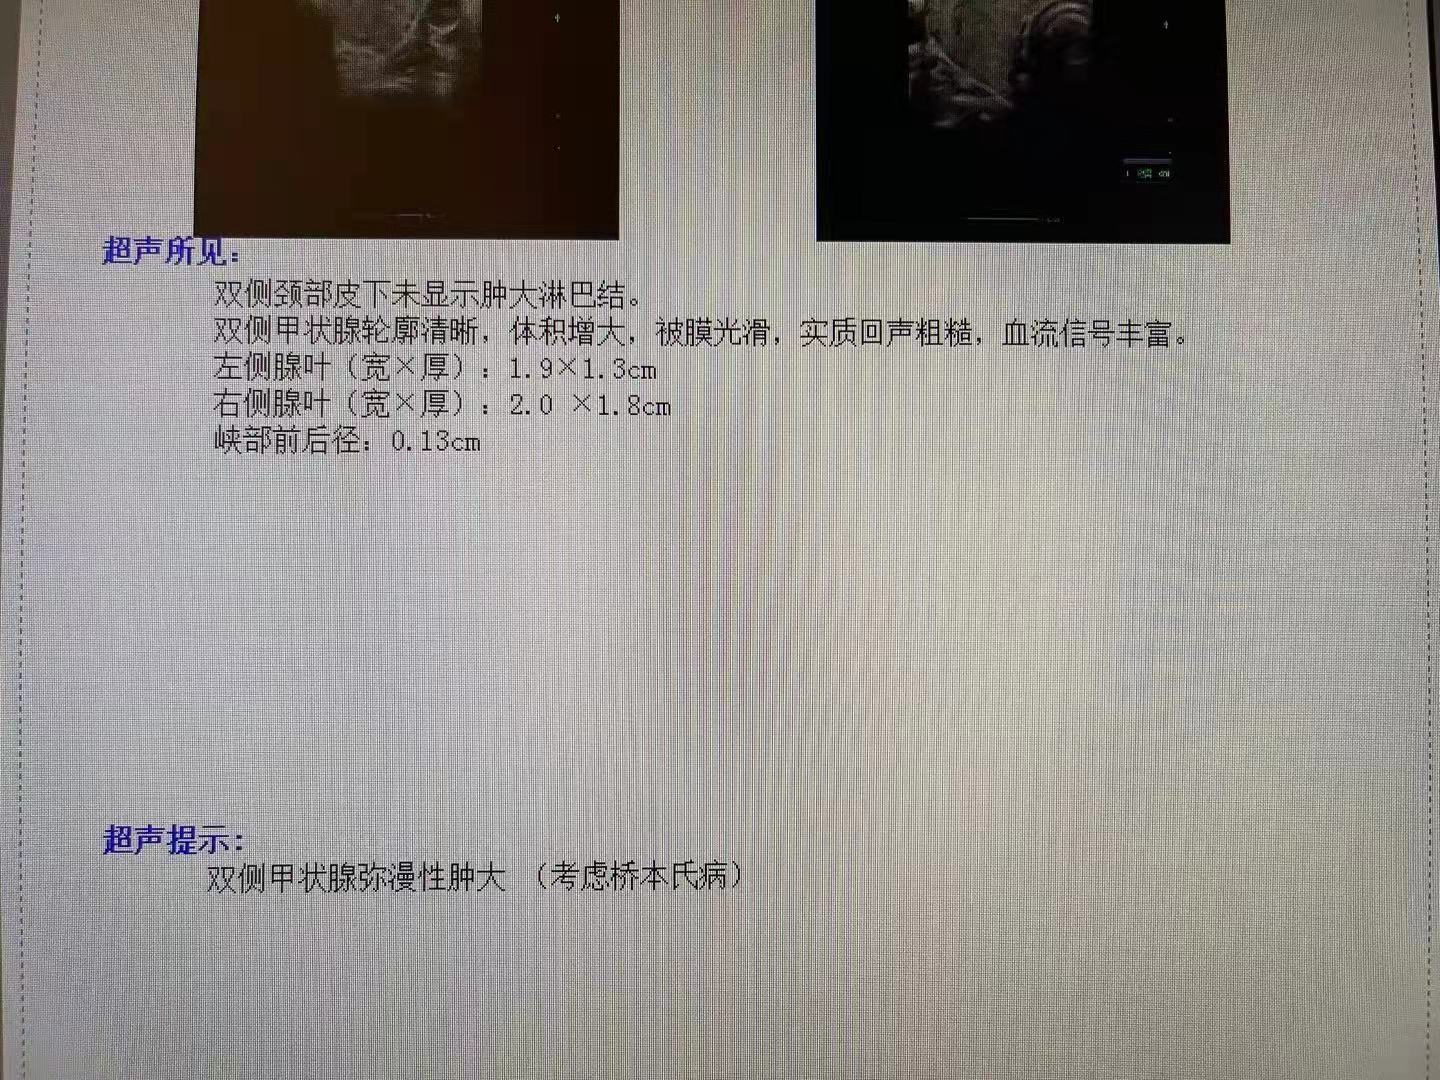 超声所见：
双侧颈部皮下未显示肿大淋巴结。
双侧甲状腺轮廓清晰，体积增大，被膜光滑，实质回声粗糙，血流信号丰富。
左侧腺叶（宽×厚）：1.9×1.3cm
右侧腺叶（宽×厚）：2.0 ×1.8cm
峡部前后径：0.13cm
超声提示：
双侧甲状腺弥漫性肿大 （考虑桥本氏病）